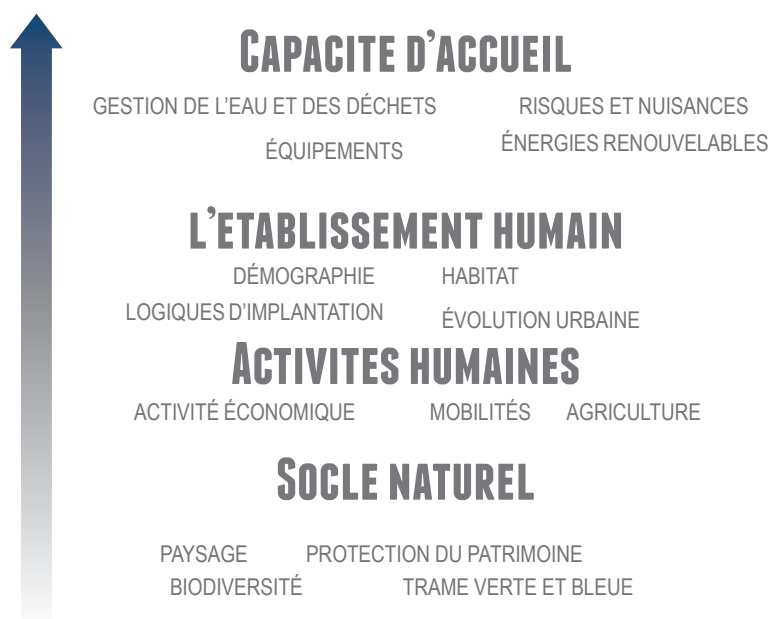 CAPACITE D'ACCUEIL
GESTION DE L'EAU ET DES DÉCHETS RISQUES ET NUISANCES
ÉQUIPEMENTS ÉNERGIES RENOUVELABLES
L'ETABLISSEMENT HUMAIN
DÉMOGRAPHIE HABITAT
LOGIQUES D'IMPLANTATION ÉVOLUTION URBAINE
ACTIVITES HUMAINES
ACTIVITÉ ÉCONOMIQUE MOBILITÉS AGRICULTURE
SOCLE NATUREL
PAYSAGE PROTECTION DU PATRIMOINE
BIODIVERSITÉ TRAME VERTE ET BLEUE